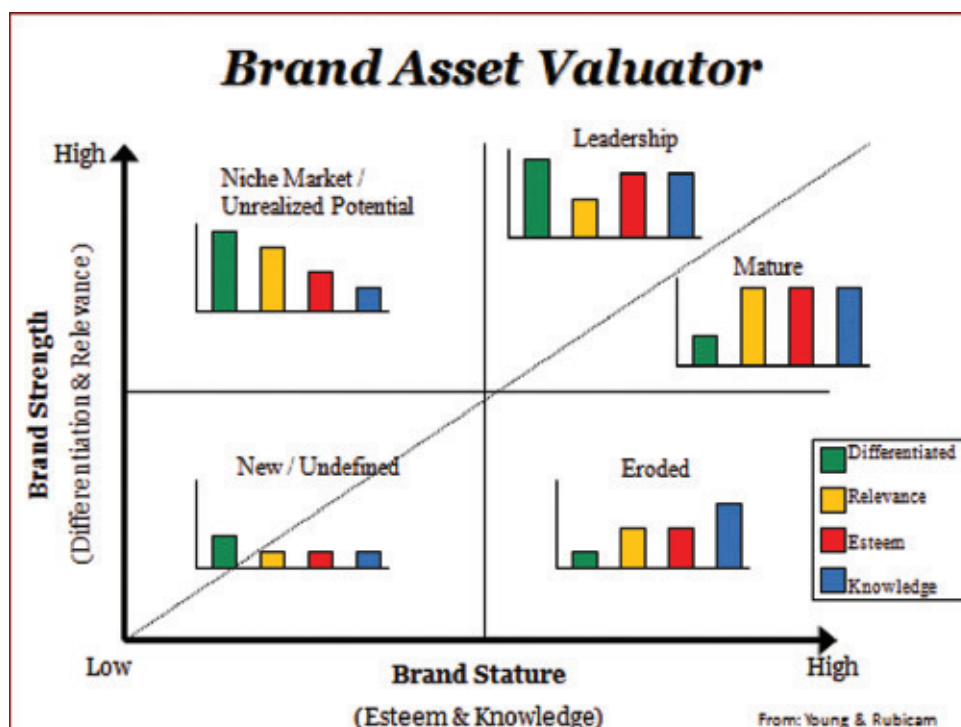 Brand Asset Valuator
High
Niche Market /
Unrealized Potential
Leadership
Mature
Brand Strength
(Differentiation & Relevance)
New / Undefined
Eroded
Differentiated
Relevance
Esteem
Knowledge
Low
Brand Stature
High
(Esteem & Knowledge)
From: Young & Rubicam